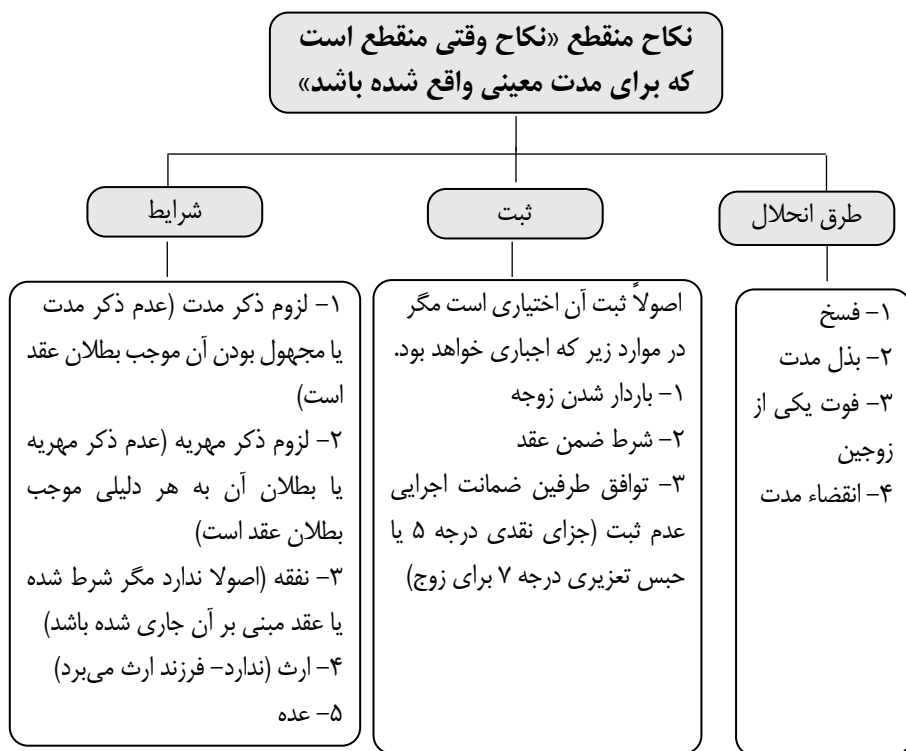 نکاح منقطع «نکاح وقتی منقطع است
که برای مدت معینی واقع شده باشد»
طرق انحلال
۱- فسخ
۲- بذل مدت
۳- فوت یکی از
زوجین
۴- انقضاء مدت
ثبت
اصولاً ثبت آن اختیاری است مگر
در موارد زیر که اجباری خواهد بود.
۱- باردار شدن زوجه
۲- شرط ضمن عقد
۳- توافق طرفین ضمانت اجرایی
عدم ثبت (جزای نقدی درجه ۵ یا
حبس تعزیری درجه ۷ برای زوج)
شرایط
۱- لزوم ذکر مدت (عدم ذکر مدت
یا مجهول بودن آن موجب بطلان عقد
است)
۲- لزوم ذکر مهریه (عدم ذکر مهریه
یا بطلان آن به هر دلیلی موجب
بطلان عقد است)
۳- نفقه (اصولا ندارد مگر شرط شده
یا عقد مبنی بر آن جاری شده باشد)
۴- ارث (ندارد- فرزند ارث می‌برد)
۵- عده